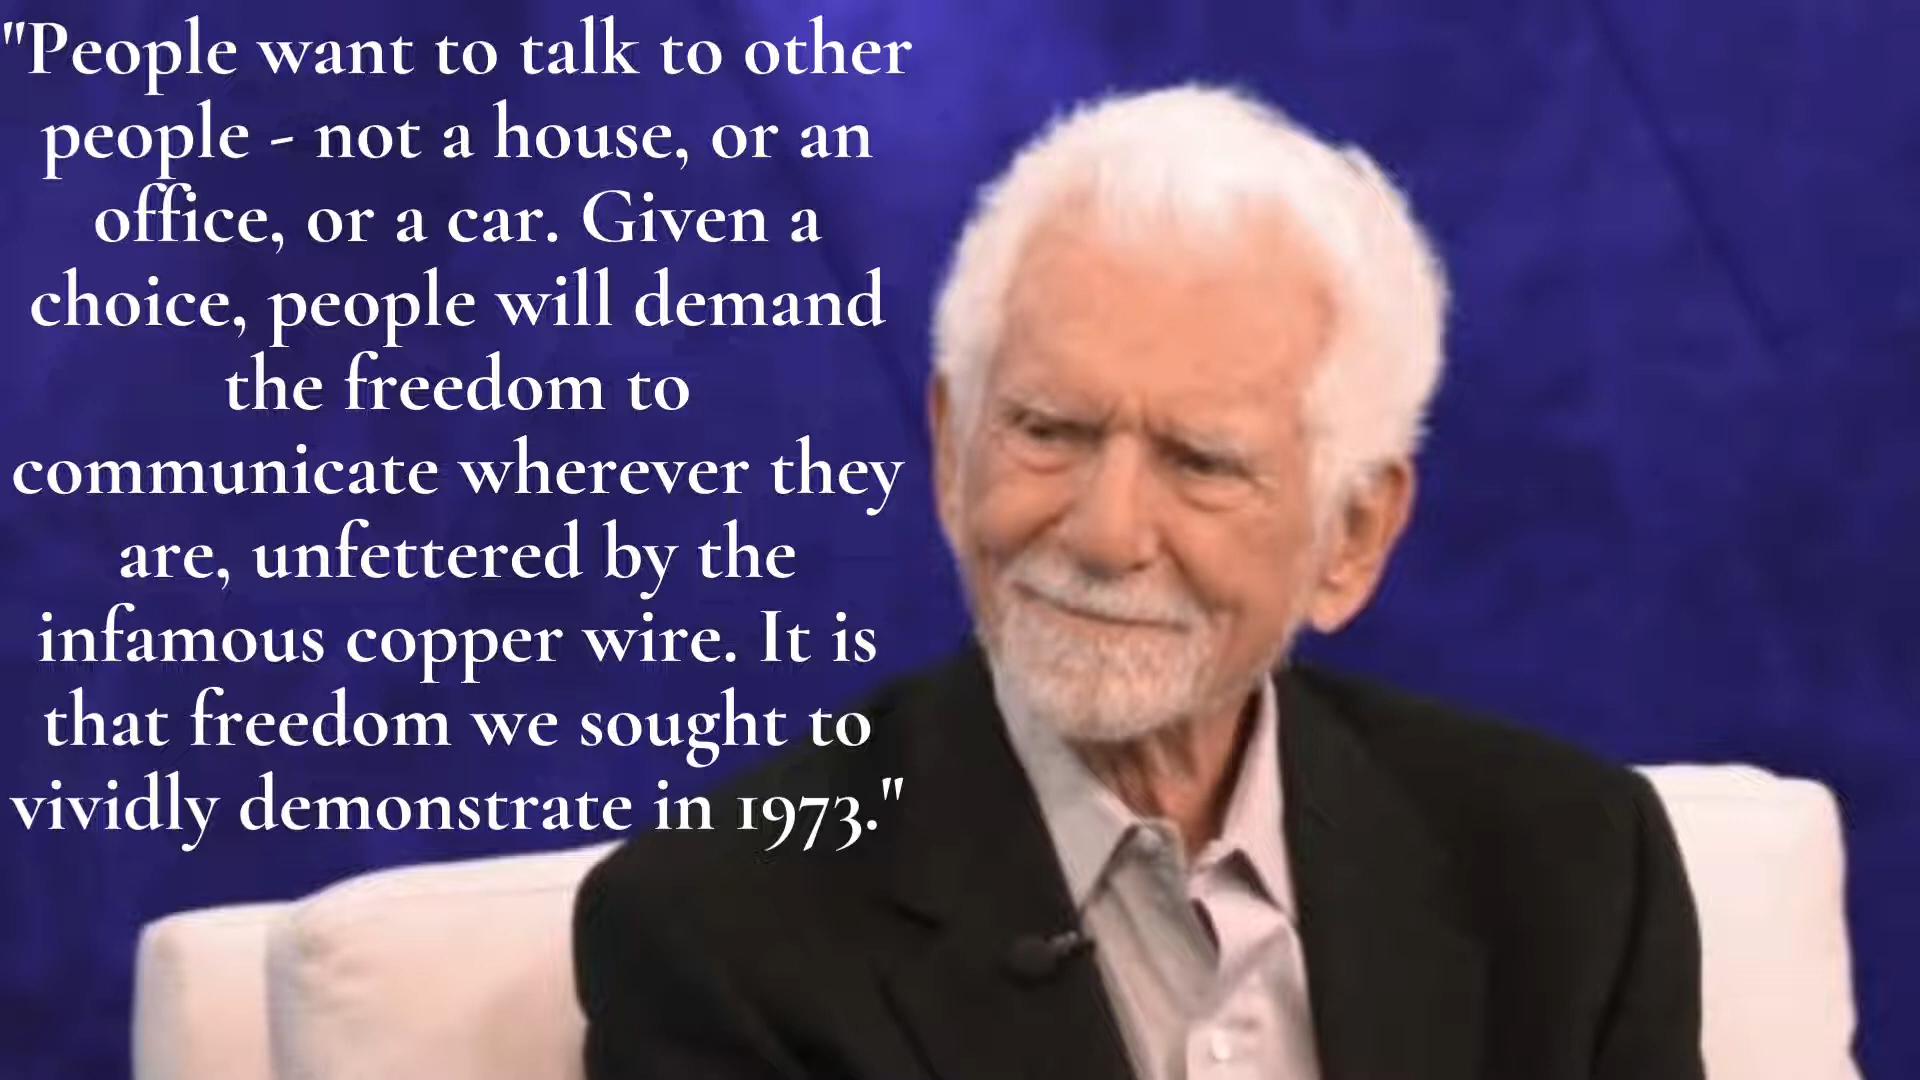 "People want to talk to other
people - not a house, or an
office, or a car. Given a
choice, people will demand
the freedom to
communicate wherever they
are, unfettered by the
infamous copper wire. It is
that freedom we sought to
vividly demonstrate in 1973."